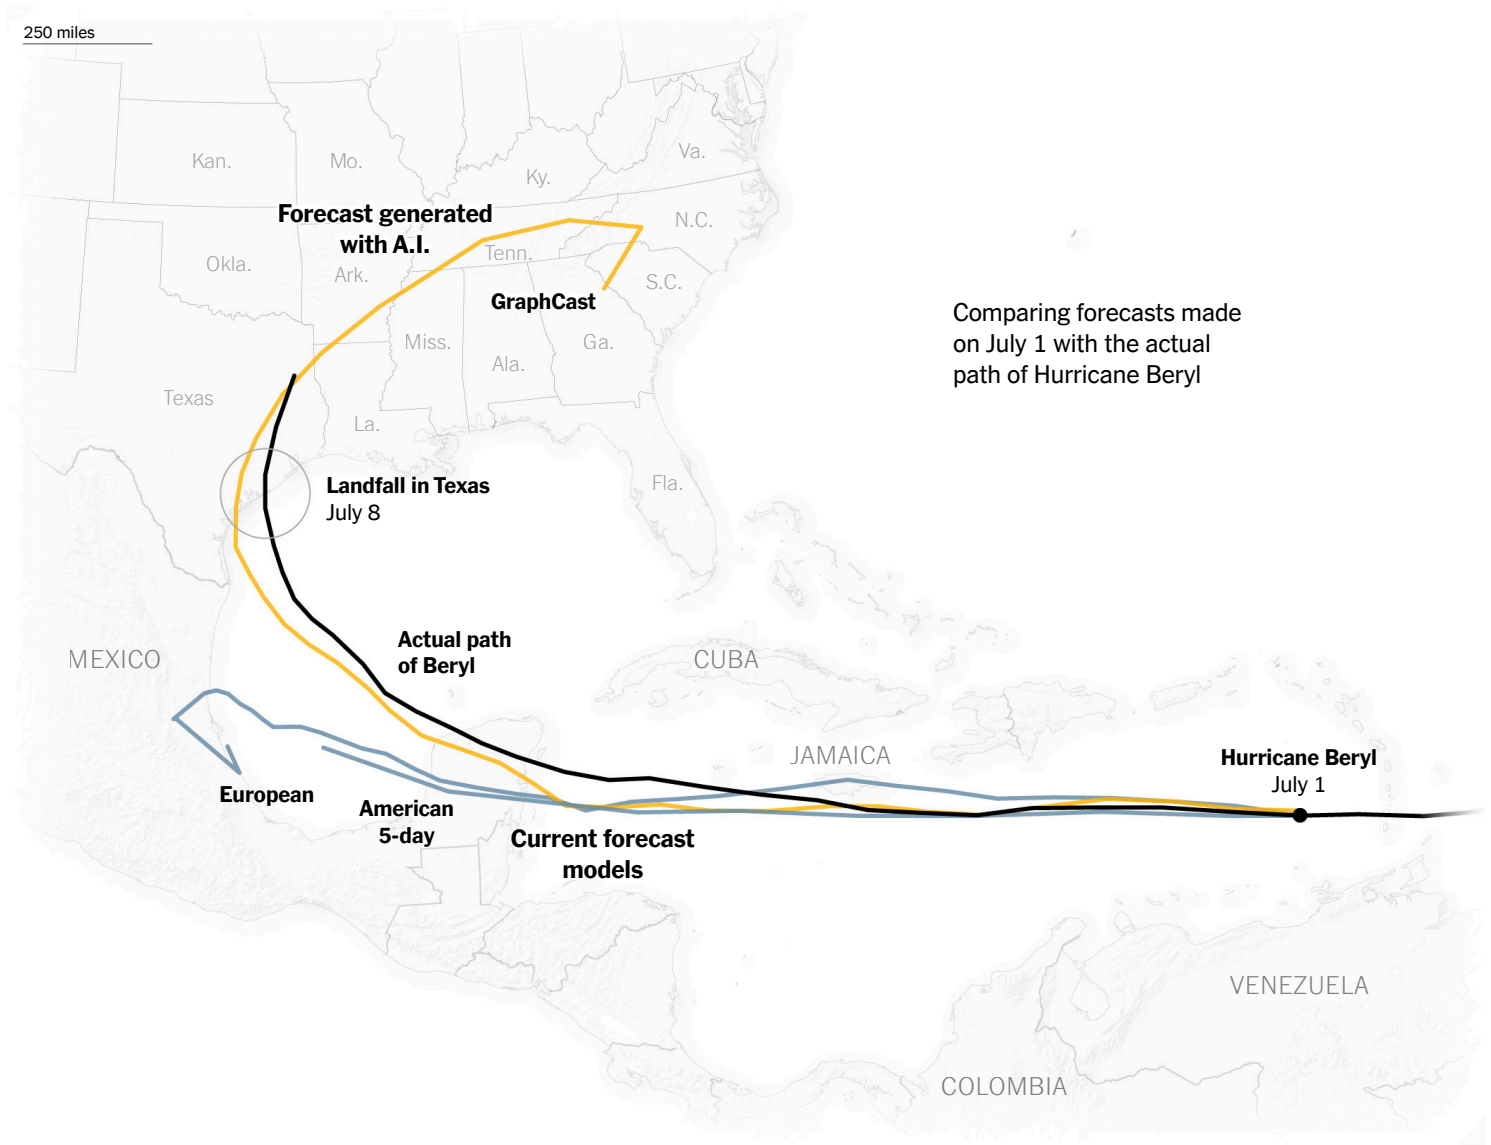 250 miles
Kan.
Mo.
Va.
Ky.
Forecast generated
with A.I.
N.C.
Okla.
Ark.
Tenn.
S.C.
GraphCast
Comparing forecasts made
on July 1 with the actual
path of Hurricane Beryl
Miss.
Ala.
Ga.
Texas
La.
Landfall in Texas
July 8
Fla.
Actual path
of Beryl
MEXICO
CUBA
JAMAICA
Hurricane Beryl
July 1
European
American
5-day
Current forecast
models
VENEZUELA
COLOMBIA